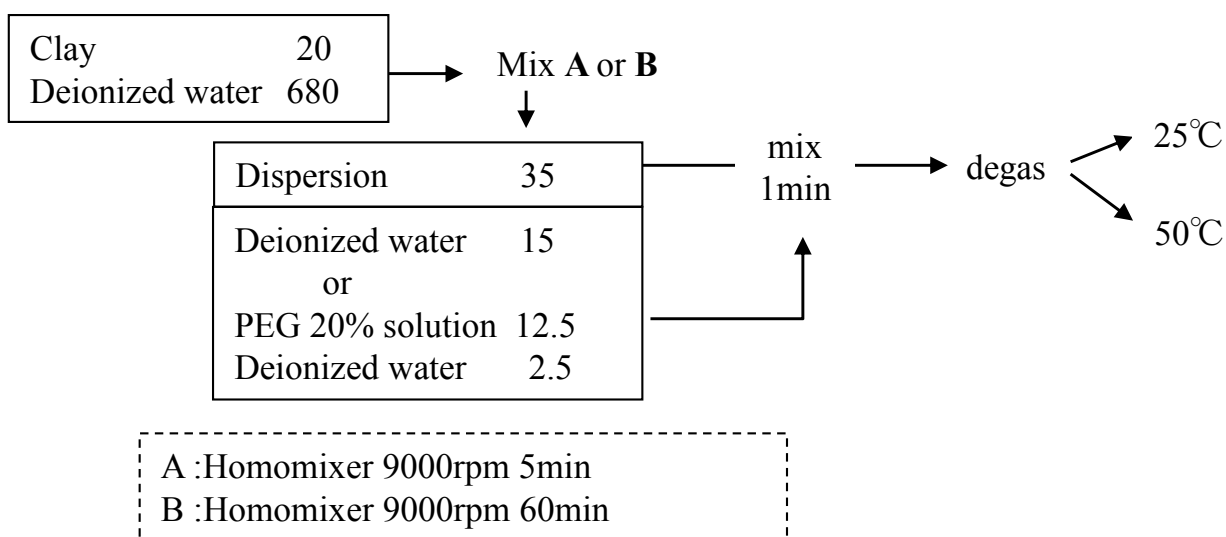 Clay 20
Deionized water 680
Mix A or B
Dispersion 35
Deionized water 15
or
PEG 20% solution 12.5
Deionized water 2.5
mix
1min
degas
25℃
50℃
A :Homomixer 9000rpm 5min
B :Homomixer 9000rpm 60min